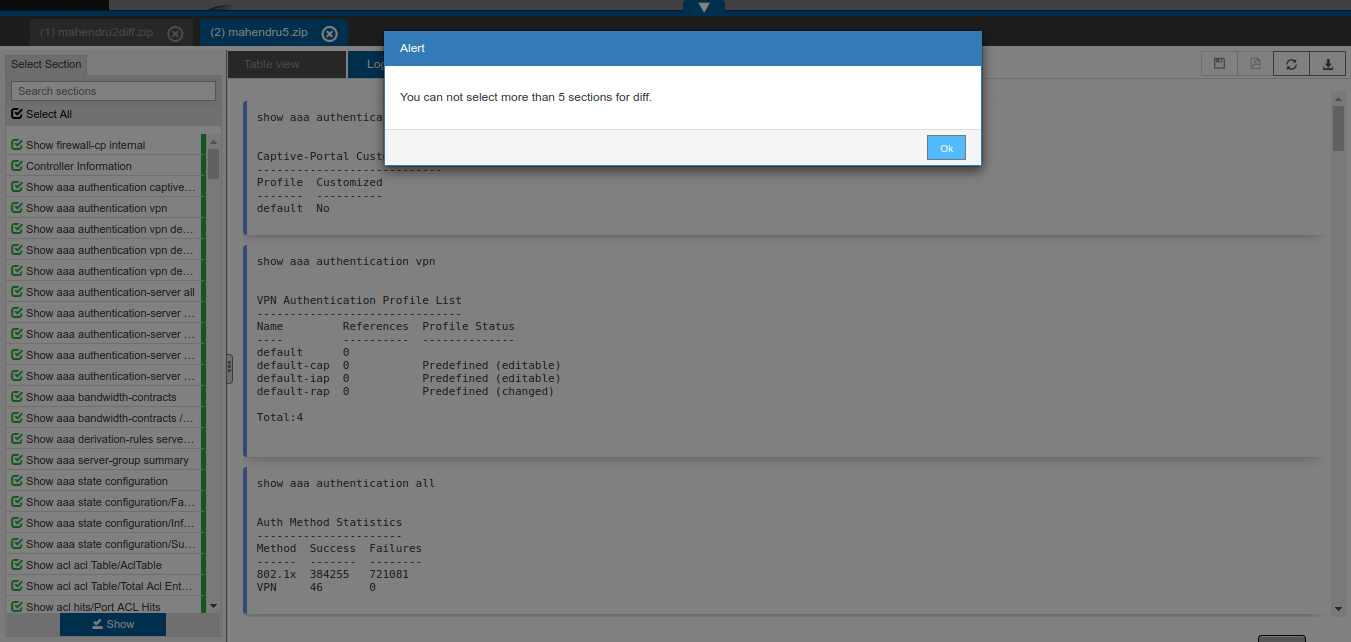 (1) mahendru2diff.zip
(2) mahendru5.zip
Alert
You can not select more than 5 sections for diff.
Ok
Select Section
Search sections
Select All
Show firewall-cp internal
Controller Information
Show aaa authentication captive...
Show aaa authentication vpn
Show aaa authentication vpn de...
Show aaa authentication vpn de...
Show aaa authentication vpn de...
Show aaa authentication-server all
Show aaa authentication-server ...
Show aaa authentication-server ...
Show aaa authentication-server ...
Show aaa authentication-server ...
Show aaa bandwidth-contracts
Show aaa bandwidth-contracts /...
Show aaa derivation-rules serve...
Show aaa server-group summary
Show aaa state configuration
Show aaa state configuration/Fa...
Show aaa state configuration/Inf...
Show aaa state configuration/Su...
Show acl acl Table/AclTable
Show acl acl Table/Total Acl Ent...
Show acl hits/Port ACL Hits
Show
Table view
Log
show aaa authentica
Captive-Portal Cust
----------------------------
Profile  Customized
-------  ----------
default  No
show aaa authentication vpn
VPN Authentication Profile List
-------------------------------
Name         References  Profile Status
----         ----------  --------------
default      0
default-cap  0           Predefined (editable)
default-iap  0           Predefined (editable)
default-rap  0           Predefined (changed)
Total:4
show aaa authentication all
Auth Method Statistics
----------------------
Method  Success  Failures
------  -------  --------
802.1x  384255   721081
VPN     46       0